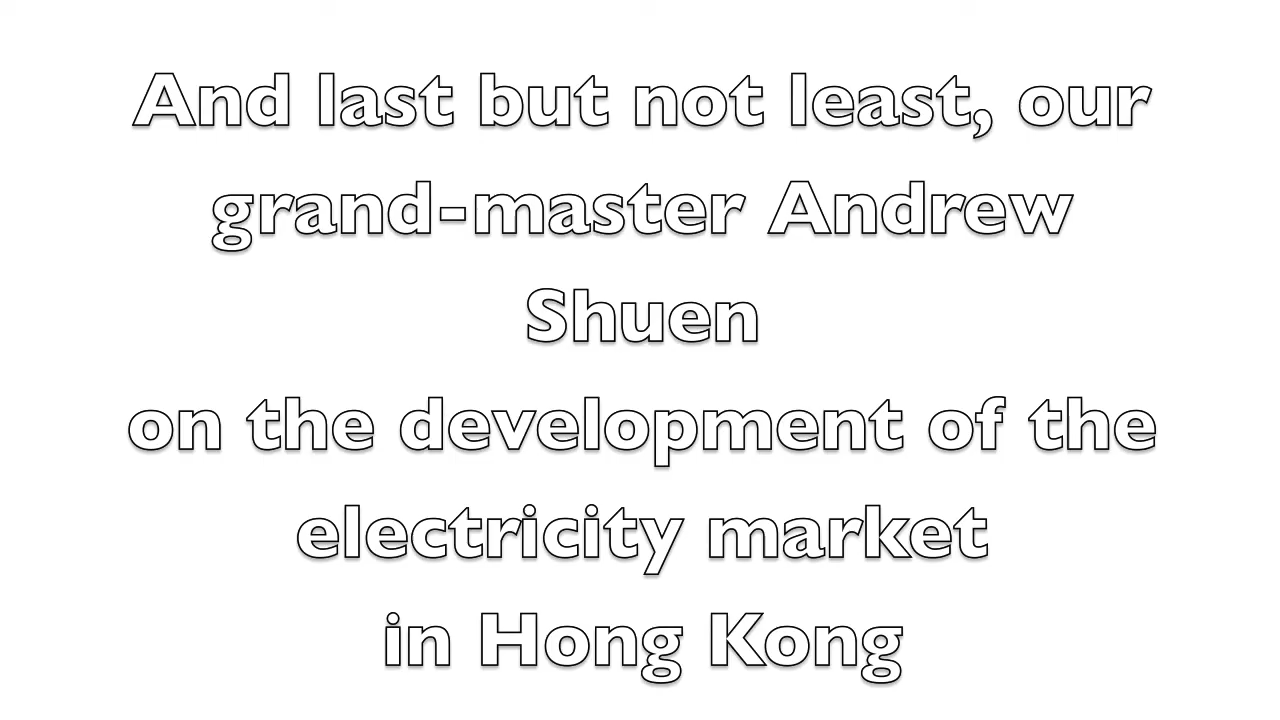 And last but not least, our
grand-master Andrew
Shuen
on the development of the
electricity market
in Hong Kong